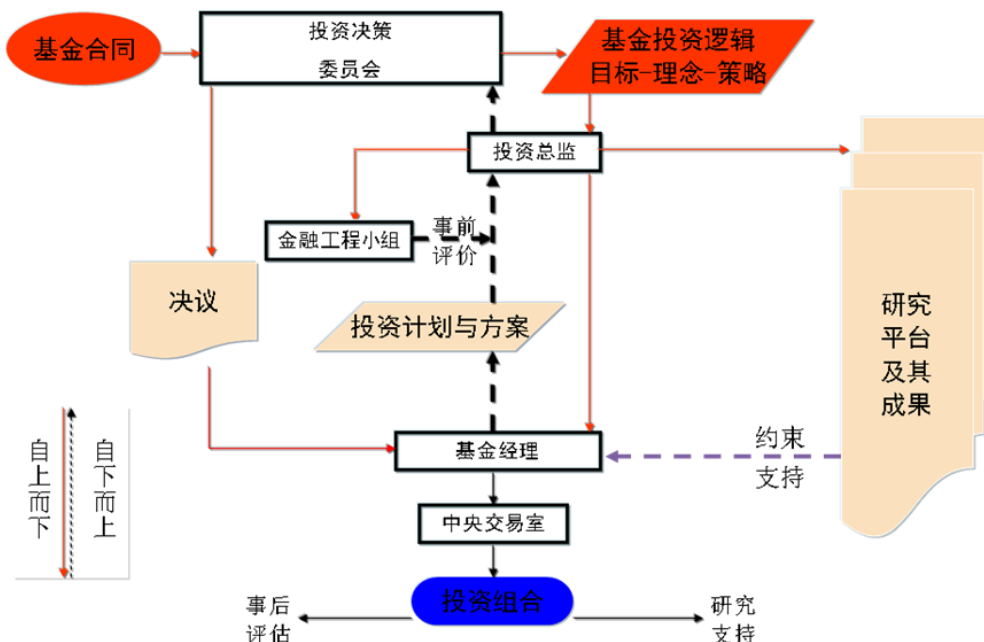 基金合同
投资决策
委员会
基金投资逻辑
目标-理念-策略
投资总监
金融工程小组
事前
评价
决议
投资计划与方案
研究
平台
及其
成果
自上而下
自下而上
基金经理
约束
支持
中央交易室
投资组合
事后
评估
研究
支持